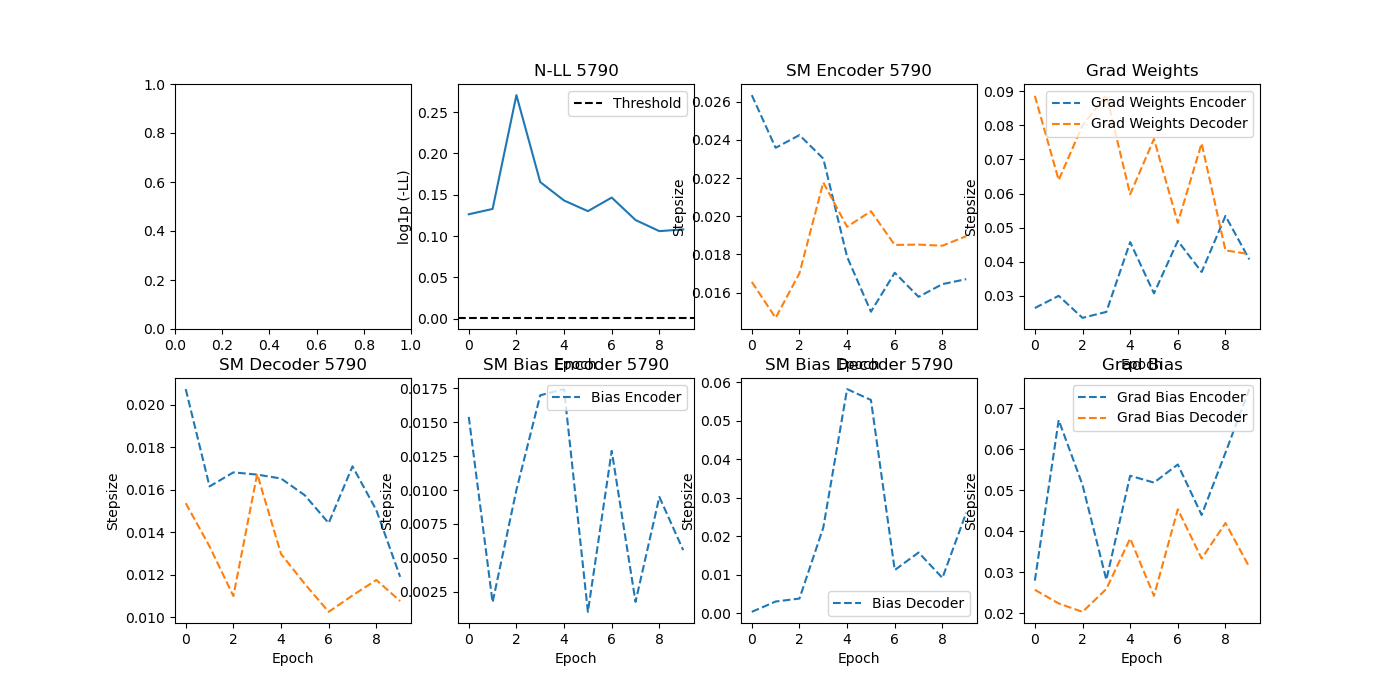 N-LL 5790
SM Encoder 5790
Grad Weights
1.0
0.8
0.6
0.4
0.2
0.0
0.0 0.2 0.4 0.6 0.8 1.0
log1p (-LL)
0.25
0.20
0.15
0.10
0.05
0.00
Threshold
0 2 4 6 8
Epoch
Stepsize
0.026
0.024
0.022
0.020
0.018
0.016
0 2 4 6 8
Epoch
Stepsize
0.09
0.08
0.07
0.06
0.05
0.04
0.03
Grad Weights Encoder
Grad Weights Decoder
0 2 4 6 8
Epoch
SM Decoder 5790
SM Bias Encoder 5790
SM Bias Decoder 5790
Grad Bias
Stepsize
0.020
0.018
0.016
0.014
0.012
0.010
0 2 4 6 8
Epoch
Stepsize
0.0175
0.0150
0.0125
0.0100
0.0075
0.0050
0.0025
Bias Encoder
0 2 4 6 8
Epoch
Stepsize
0.06
0.05
0.04
0.03
0.02
0.01
0.00
Bias Decoder
0 2 4 6 8
Epoch
Stepsize
0.07
0.06
0.05
0.04
0.03
0.02
Grad Bias Encoder
Grad Bias Decoder
0 2 4 6 8
Epoch